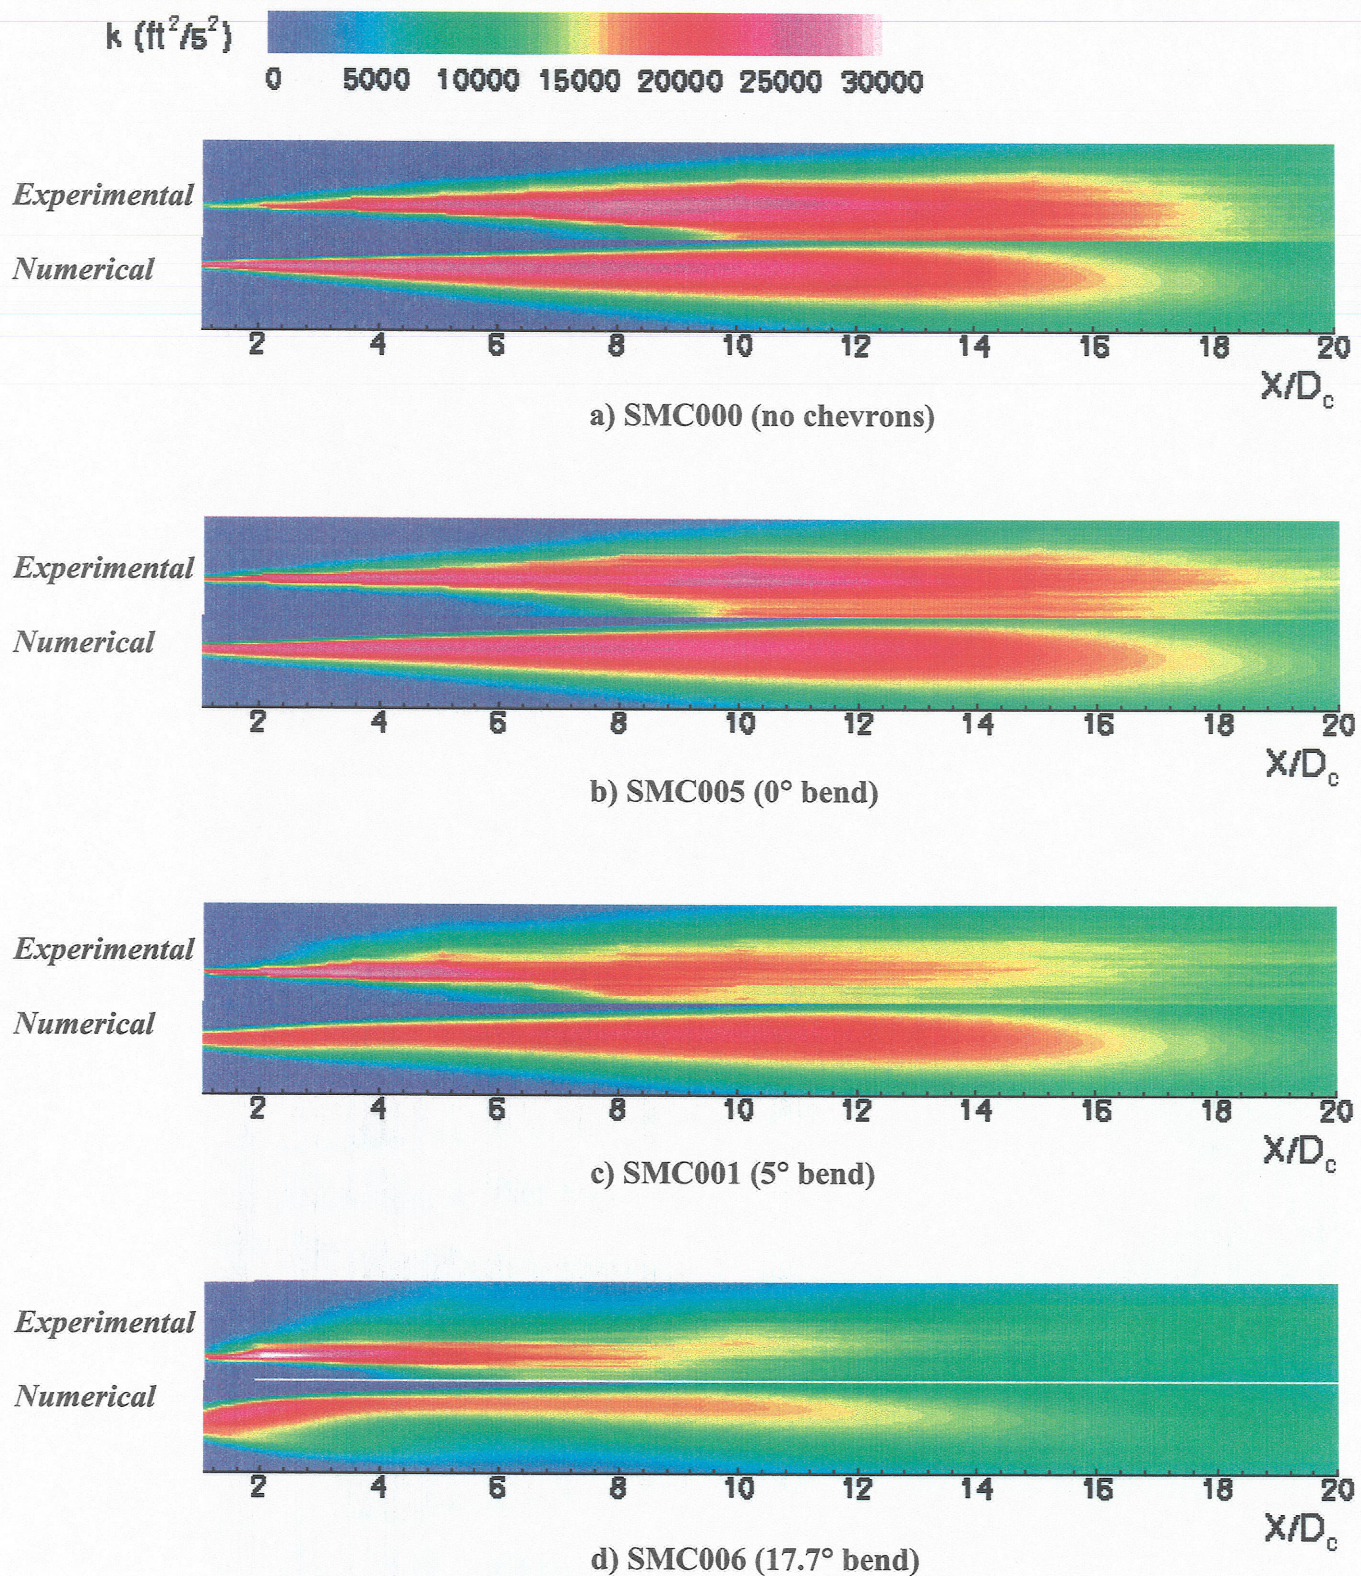 k (ft²/s²)
0 5000 10000 15000 20000 25000 30000
Experimental
Numerical
2 4 6 8 10 12 14 16 18 20
X/Dc
a) SMC000 (no chevrons)
Experimental
Numerical
2 4 6 8 10 12 14 16 18 20
X/Dc
b) SMC005 (0° bend)
Experimental
Numerical
2 4 6 8 10 12 14 16 18 20
X/Dc
c) SMC001 (5° bend)
Experimental
Numerical
2 4 6 8 10 12 14 16 18 20
X/Dc
d) SMC006 (17.7° bend)